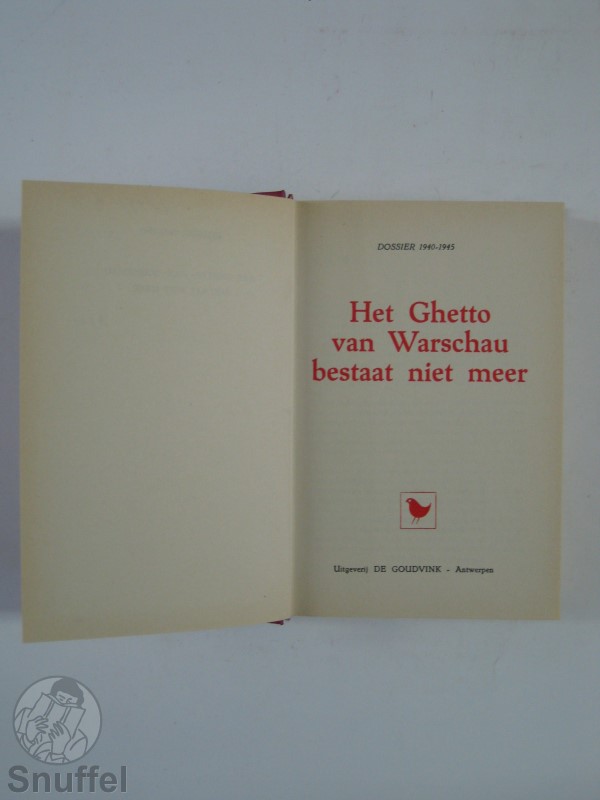 DOSSIER 1940-1945
Het Ghetto
van Warschau
bestaat niet meer
Uitgeverij DE GOUDVINK - Antwerpen
Snuffel